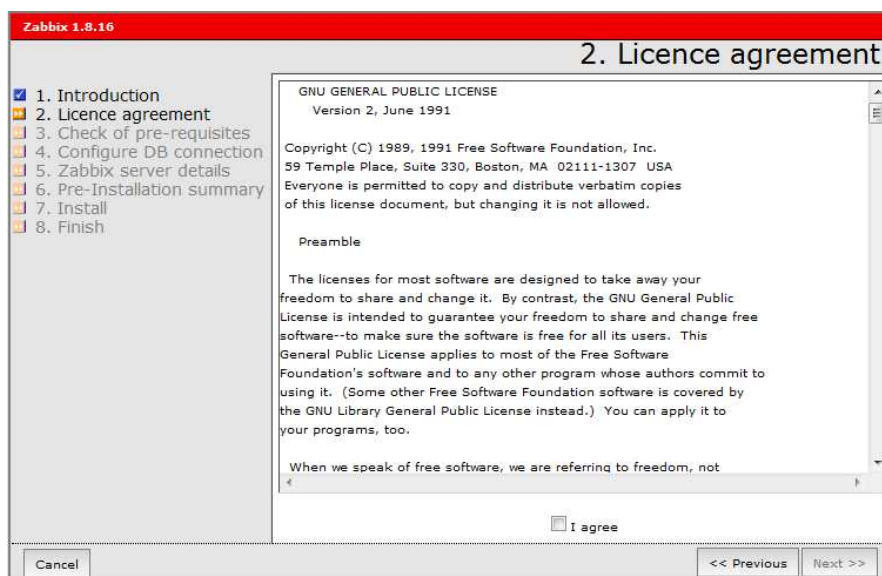 Zabbix 1.8.16
2. Licence agreement
1. Introduction
2. Licence agreement
3. Check of pre-requisites
4. Configure DB connection
5. Zabbix server details
6. Pre-Installation summary
7. Install
8. Finish
GNU GENERAL PUBLIC LICENSE
Version 2, June 1991
Copyright (C) 1989, 1991 Free Software Foundation, Inc.
59 Temple Place, Suite 330, Boston, MA  02111-1307  USA
Everyone is permitted to copy and distribute verbatim copies
of this license document, but changing it is not allowed.
Preamble
The licenses for most software are designed to take away your
freedom to share and change it.  By contrast, the GNU General Public
License is intended to guarantee your freedom to share and change free
software--to make sure the software is free for all its users.  This
General Public License applies to most of the Free Software
Foundation's software and to any other program whose authors commit to
using it.  (Some other Free Software Foundation software is covered by
the GNU Library General Public License instead.)  You can apply it to
your programs, too.
When we speak of free software, we are referring to freedom, not
I agree
Cancel
<< Previous
Next >>